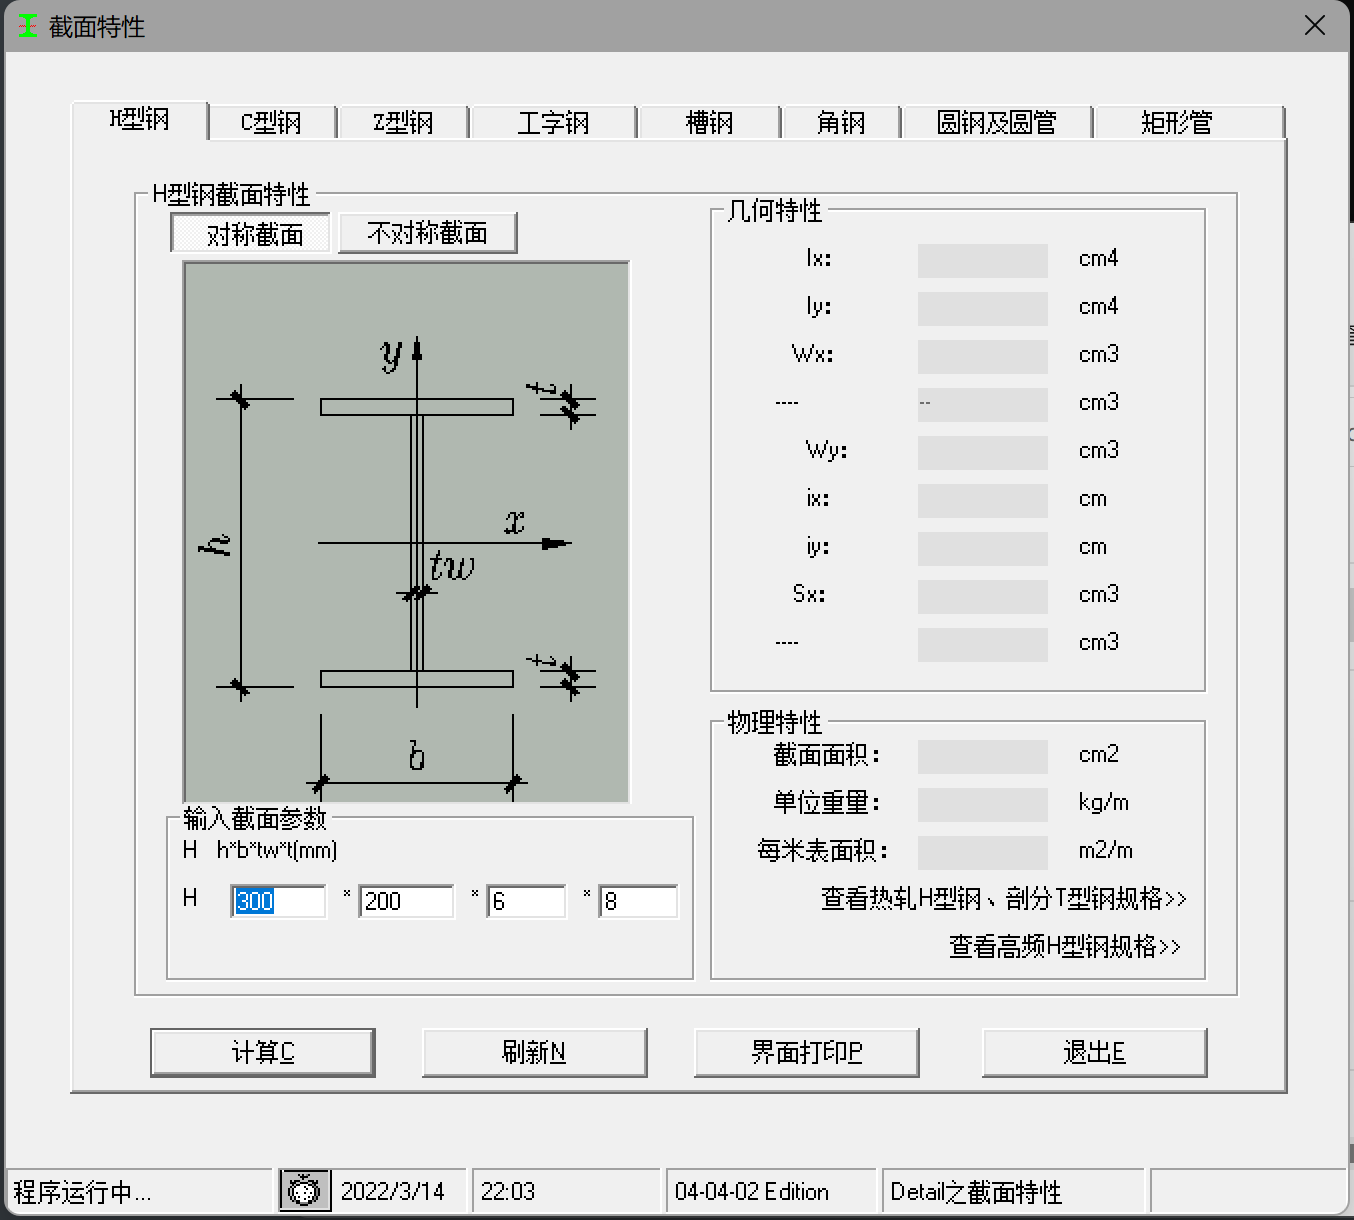 截面特性
H型钢 C型钢 Z型钢 工字钢 槽钢 角钢 圆钢及圆管 矩形管
H型钢截面特性
对称截面 不对称截面
y
t
h
x
tw
t
b
输入截面参数
H h*b*tw*t(mm)
H 300 * 200 * 6 * 8
几何特性
Ix: cm4
Iy: cm4
Wx: cm3
---- -- cm3
Wy: cm3
ix: cm
iy: cm
Sx: cm3
---- cm3
物理特性
截面面积: cm2
单位重量: kg/m
每米表面积: m2/m
查看热轧H型钢、剖分T型钢规格>>
查看高频H型钢规格>>
计算C 刷新N 界面打印P 退出E
程序运行中... 2022/3/14 22:03 04-04-02 Edition Detail之截面特性